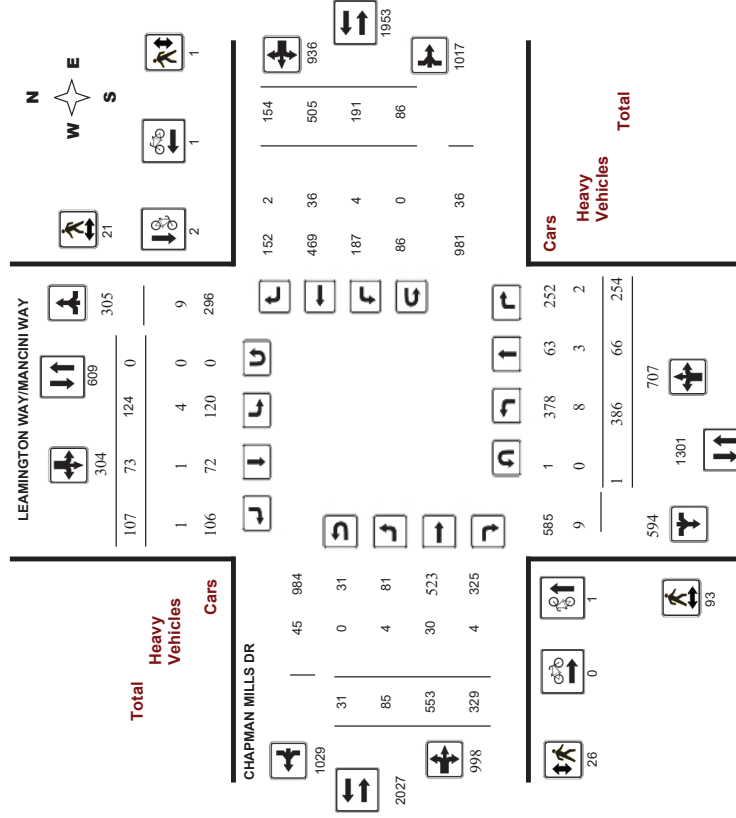 N
W E
S
LEAMINGTON WAY/MANCINI WAY
304 609 305
107 73 124 0
1 1 4 0 9
106 72 120 0 296
Total
Heavy
Vehicles
Cars
21
2
1
1
1953
936
1017
152 2 154
469 36 505
187 4 191
86 0 86
981 36
CHAPMAN MILLS DR
45 984
31 0 31
85 4 81
553 30 523
329 4 325
1029
2027
998
Cars
Heavy
Vehicles
Total
585 1 378 63 252
9 0 8 3 2
1 386 66 254
594 1301 707
26
0
1
93